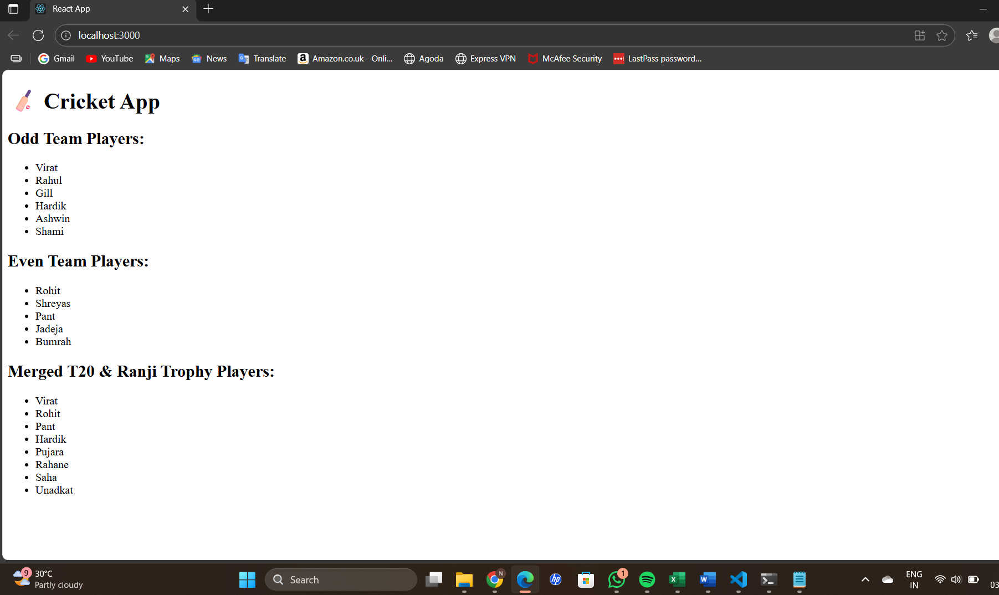 React App
localhost:3000
Gmail YouTube Maps News Translate Amazon.co.uk - Onli... Agoda Express VPN McAfee Security LastPass password...
Cricket App
Odd Team Players:
Virat
Rahul
Gill
Hardik
Ashwin
Shami
Even Team Players:
Rohit
Shreyas
Pant
Jadeja
Bumrah
Merged T20 & Ranji Trophy Players:
Virat
Rohit
Pant
Hardik
Pujara
Rahane
Saha
Unadkat
9 30°C
Partly cloudy
Search
N
1
ENG
IN
03